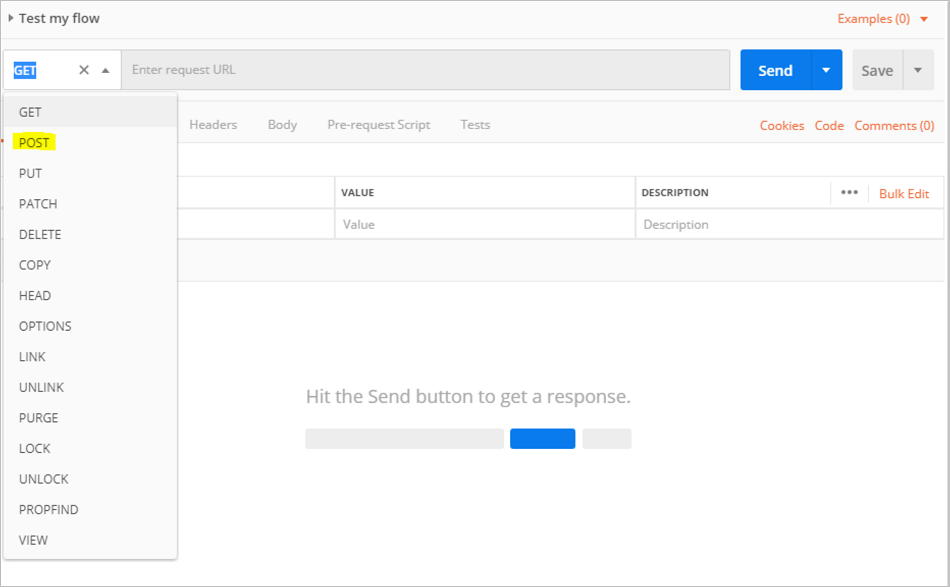 Test my flow
Examples (0)
GET
Enter request URL
Send
Save
GET
POST
PUT
PATCH
DELETE
COPY
HEAD
OPTIONS
LINK
UNLINK
PURGE
LOCK
UNLOCK
PROPFIND
VIEW
Headers Body Pre-request Script Tests
Cookies Code Comments (0)
VALUE DESCRIPTION ••• Bulk Edit
Value Description
Hit the Send button to get a response.